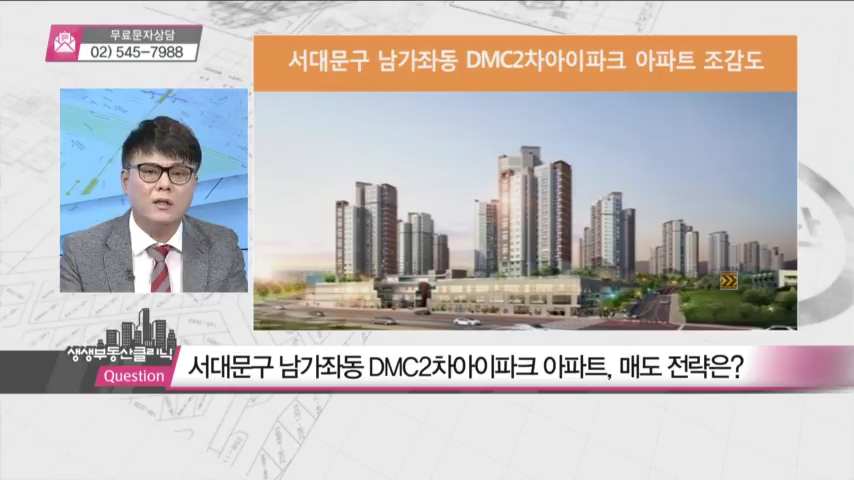 무료문자상담
02) 545-7988
서대문구 남가좌동 DMC2차아이파크 아파트 조감도
생생부동산클리닉
Question
서대문구 남가좌동 DMC2차아이파크 아파트, 매도 전략은?